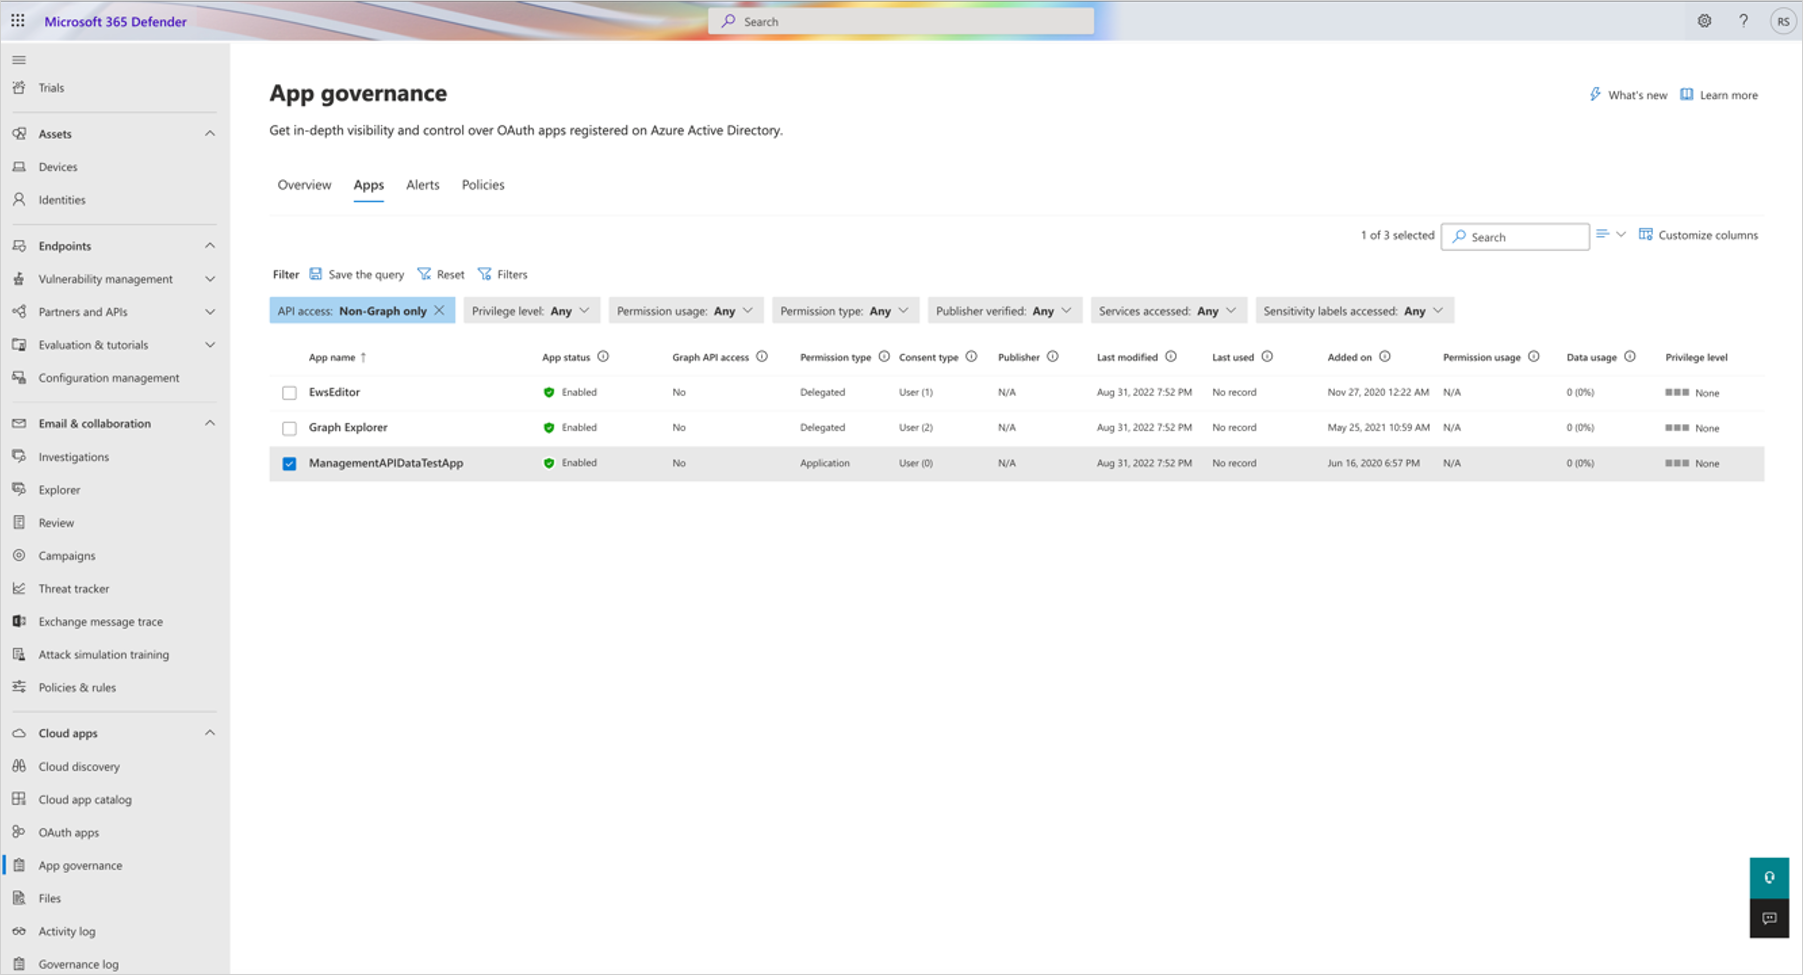 Microsoft 365 Defender
Search
RS
Trials
Assets
Devices
Identities
Endpoints
Vulnerability management
Partners and APIs
Evaluation & tutorials
Configuration management
Email & collaboration
Investigations
Explorer
Review
Campaigns
Threat tracker
Exchange message trace
Attack simulation training
Policies & rules
Cloud apps
Cloud discovery
Cloud app catalog
OAuth apps
App governance
Files
Activity log
Governance log
App governance
What's new Learn more
Get in-depth visibility and control over OAuth apps registered on Azure Active Directory.
Overview Apps Alerts Policies
1 of 3 selected Search Customize columns
Filter Save the query Reset Filters
API access: Non-Graph only Privilege level: Any Permission usage: Any Permission type: Any Publisher verified: Any Services accessed: Any Sensitivity labels accessed: Any
App name ↑ App status Graph API access Permission type Consent type Publisher Last modified Last used Added on Permission usage Data usage Privilege level
EwsEditor Enabled No Delegated User (1) N/A Aug 31, 2022 7:52 PM No record Nov 27, 2020 12:22 AM N/A 0 (0%) None
Graph Explorer Enabled No Delegated User (2) N/A Aug 31, 2022 7:52 PM No record May 25, 2021 10:59 AM N/A 0 (0%) None
ManagementAPIDataTestApp Enabled No Application User (0) N/A Aug 31, 2022 7:52 PM No record Jun 16, 2020 6:57 PM N/A 0 (0%) None